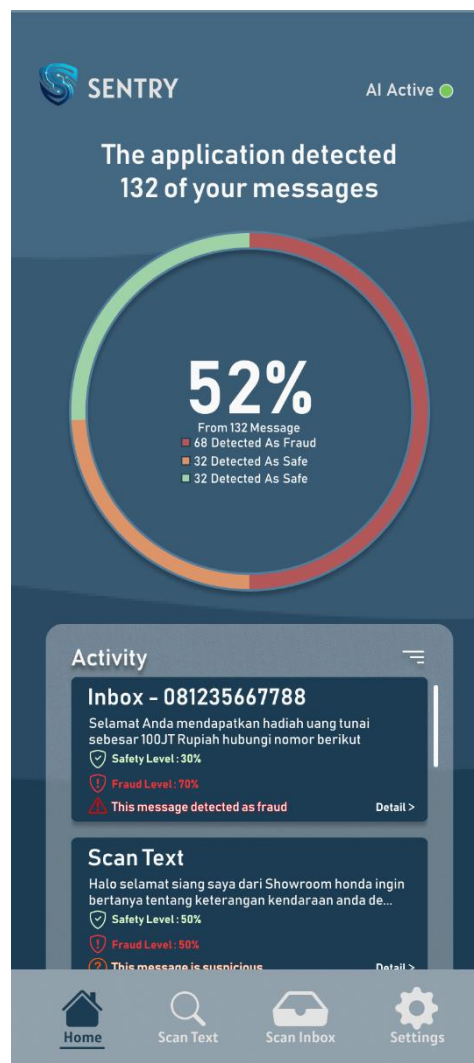 SENTRY
AI Active
The application detected
132 of your messages
52%
From 132 Message
68 Detected As Fraud
32 Detected As Safe
32 Detected As Safe
Activity
Inbox - 081235667788
Selamat Anda mendapatkan hadiah uang tunai
sebesar 100JT Rupiah hubungi nomor berikut
Safety Level : 30%
Fraud Level : 70%
This message detected as fraud
Detail >
Scan Text
Halo selamat siang saya dari Showroom honda ingin
bertanya tentang keterangan kendaraan anda de...
Safety Level : 50%
Fraud Level : 50%
This message is suspicious
Detail >
Home
Scan Text
Scan Inbox
Settings